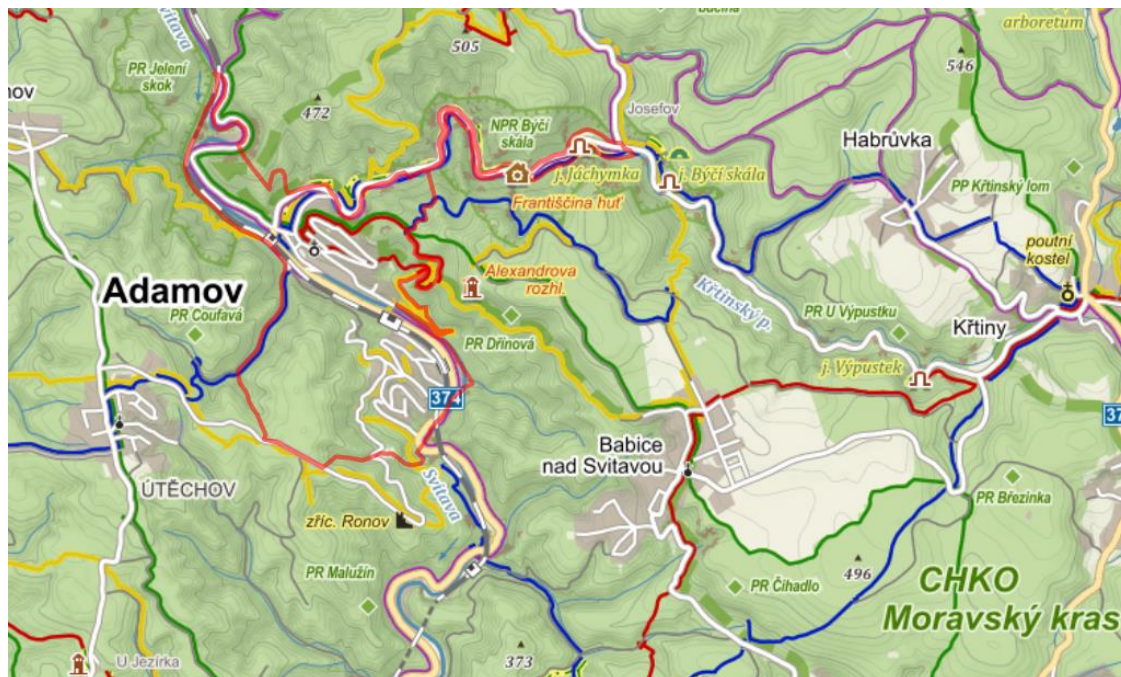 Svitava
505
arboretum
PR Jelení
skok
472
546
nov
Josefov
NPR Býčí
skála
Habrůvka
j. Jáchymka
j. Býčí skála
PP Křtinský lom
Františčina huť
poutní
kostel
Adamov
Alexandrova
rozhl.
PR Coufavá
Křtinský p.
PR U Výpustku
Křtiny
PR Dřínová
j. Výpustek
374
37
Babice
nad Svitavou
Svitava
ÚTĚCHOV
PR Březinka
zříc. Ronov
PR Malužín
PR Čihadlo
496
CHKO
Moravský kras
U Jezírka
373